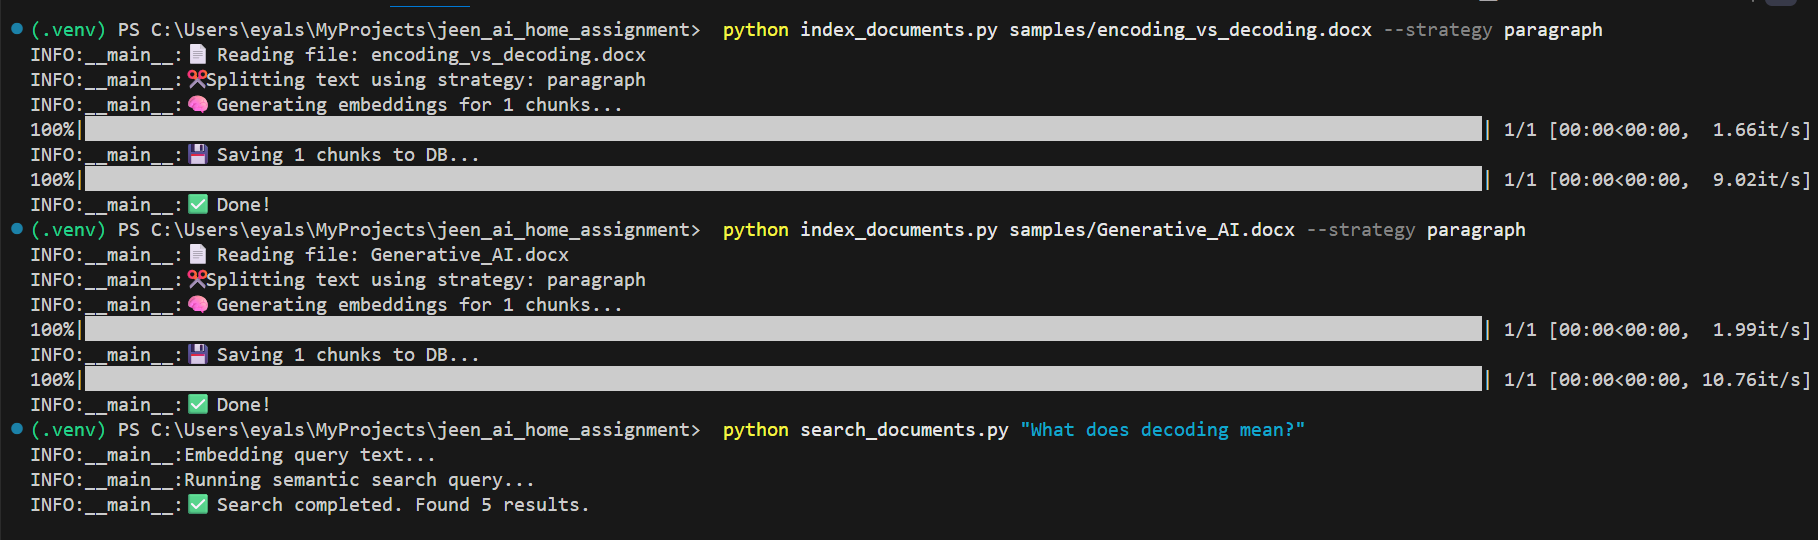 (.venv) PS C:\Users\eyals\MyProjects\jeen_ai_home_assignment> python index_documents.py samples/encoding_vs_decoding.docx --strategy paragraph
INFO:__main__:📄 Reading file: encoding_vs_decoding.docx
INFO:__main__:✂️Splitting text using strategy: paragraph
INFO:__main__:🧠 Generating embeddings for 1 chunks...
100%|██████████| 1/1 [00:00<00:00,  1.66it/s]
INFO:__main__:💾 Saving 1 chunks to DB...
100%|██████████| 1/1 [00:00<00:00,  9.02it/s]
INFO:__main__:✅ Done!
(.venv) PS C:\Users\eyals\MyProjects\jeen_ai_home_assignment> python index_documents.py samples/Generative_AI.docx --strategy paragraph
INFO:__main__:📄 Reading file: Generative_AI.docx
INFO:__main__:✂️Splitting text using strategy: paragraph
INFO:__main__:🧠 Generating embeddings for 1 chunks...
100%|██████████| 1/1 [00:00<00:00,  1.99it/s]
INFO:__main__:💾 Saving 1 chunks to DB...
100%|██████████| 1/1 [00:00<00:00, 10.76it/s]
INFO:__main__:✅ Done!
(.venv) PS C:\Users\eyals\MyProjects\jeen_ai_home_assignment> python search_documents.py "What does decoding mean?"
INFO:__main__:Embedding query text...
INFO:__main__:Running semantic search query...
INFO:__main__:✅ Search completed. Found 5 results.